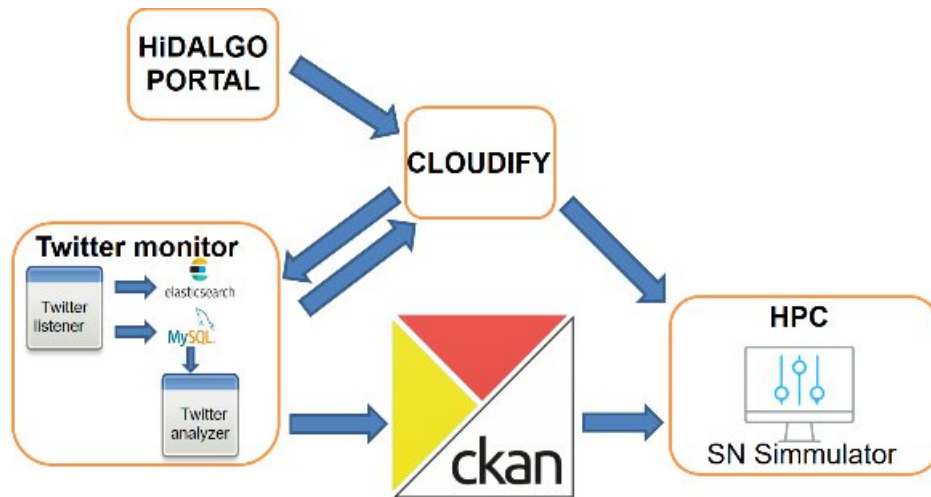 HiDALGO
PORTAL
CLOUDIFY
Twitter monitor
Twitter
listener
elasticsearch
MySQL
Twitter
analyzer
ckan
HPC
SN Simmulator